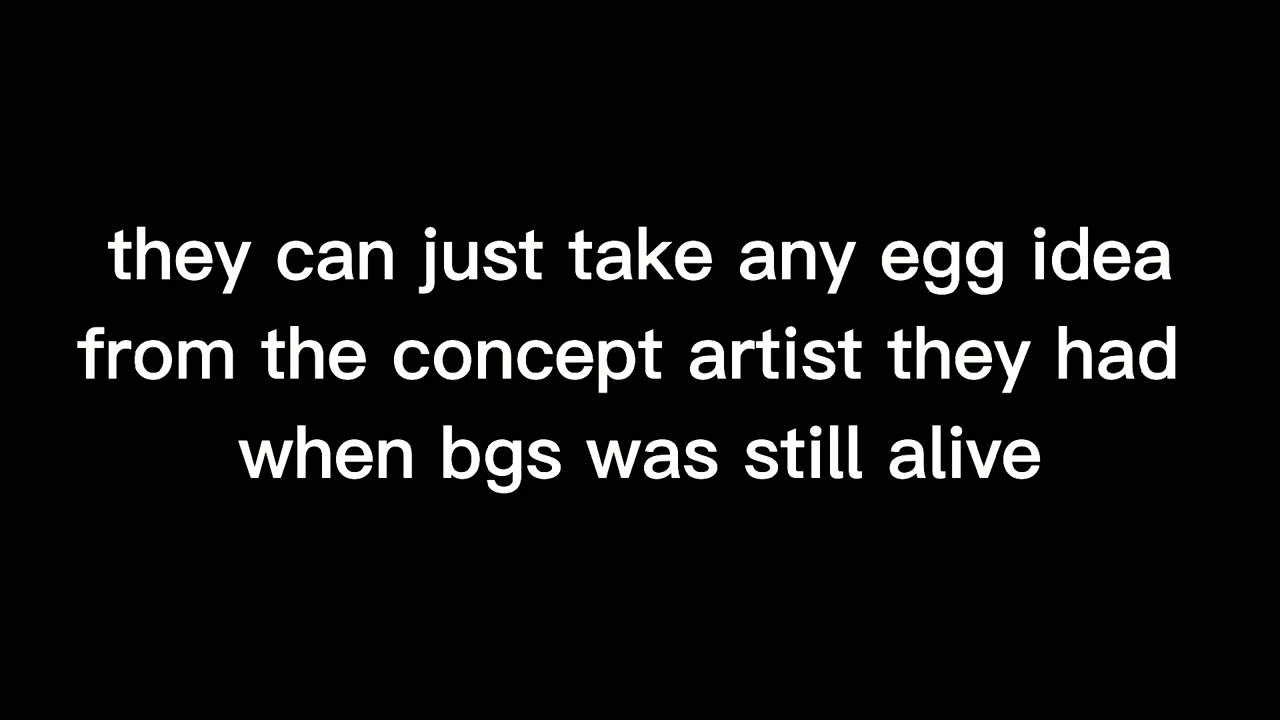 they can just take any egg idea
from the concept artist they had
when bgs was still alive